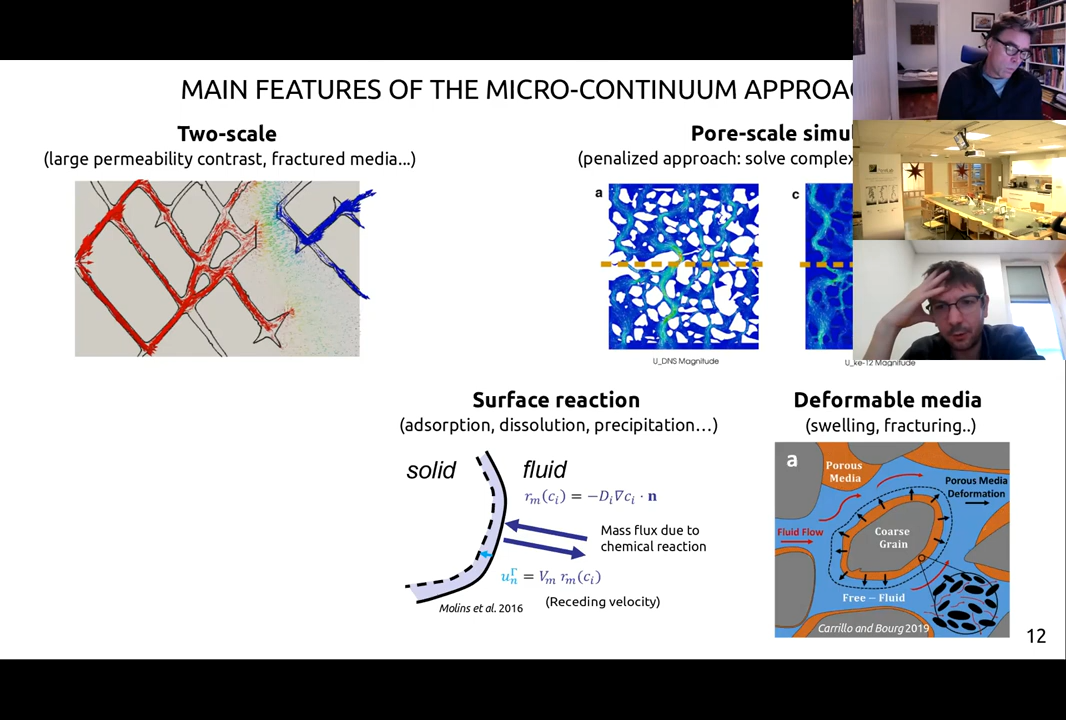 MAIN FEATURES OF THE MICRO-CONTINUUM
Two-scale
(large permeability contrast, fractured media...)
Pore-scale
(penalized approach: solve
a
c
U_DNS Magnitude
U_ke-12 Magnitude
Surface reaction
(adsorption, dissolution, precipitation…)
solid
fluid
r_m(c_i) = −D_i∇c_i · n
Mass flux due to
chemical reaction
u_n^Γ = V_m r_m(c_i)
(Receding velocity)
Molins et al. 2016
Deformable media
(swelling, fracturing..)
a
Porous
Media
Porous Media
Deformation
Fluid Flow
Coarse
Grain
Free – Fluid
Carrillo and Bourg 2019
12